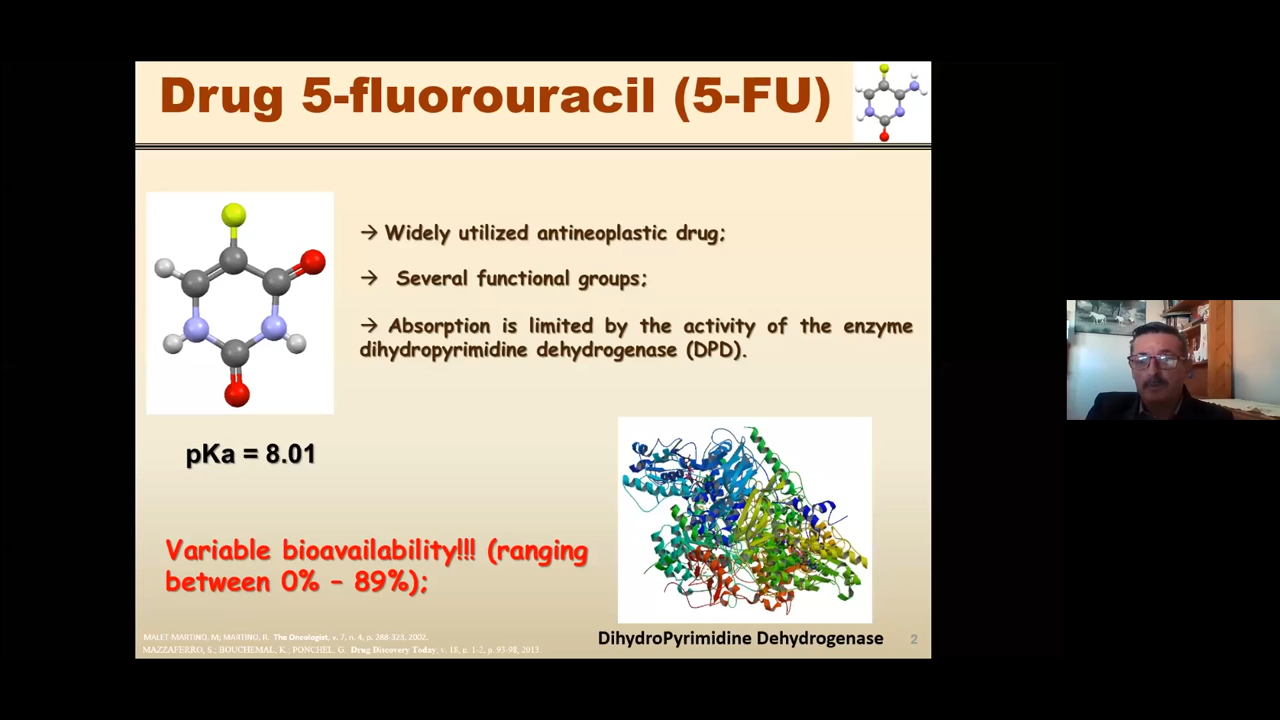 Drug 5-fluorouracil (5-FU)
→ Widely utilized antineoplastic drug;
→ Several functional groups;
→ Absorption is limited by the activity of the enzyme
dihydropyrimidine dehydrogenase (DPD).
pKa = 8.01
Variable bioavailability!!! (ranging
between 0% – 89%);
DihydroPyrimidine Dehydrogenase
2
MALET-MARTINO, M; MARTINO, R. The Oncologist, v. 7, n. 4, p. 288-323, 2002.
MAZZAFERRO, S.; BOUCHEMAL, K.; PONCHEL, G. Drug Discovery Today, v. 18, n. 1-2, p. 93-98, 2013.